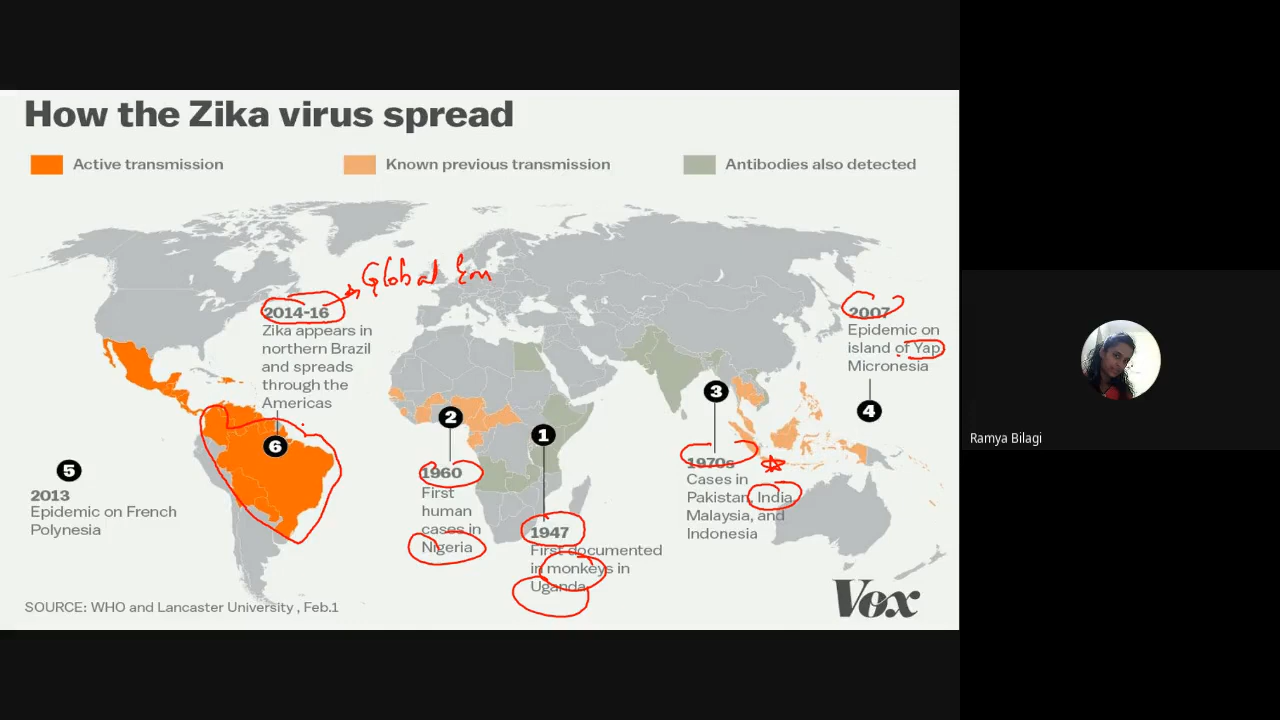 How the Zika virus spread
Active transmission
Known previous transmission
Antibodies also detected
Global Em
2014-16
Zika appears in
northern Brazil
and spreads
through the
Americas
2007
Epidemic on
island of Yap,
Micronesia
3
4
2
1
6
5
2013
Epidemic on French
Polynesia
1960
First
human
cases in
Nigeria
1947
First documented
in monkeys in
Uganda
1970s
Cases in
Pakistan, India,
Malaysia, and
Indonesia
SOURCE: WHO and Lancaster University , Feb.1
Vox
Ramya Bilagi